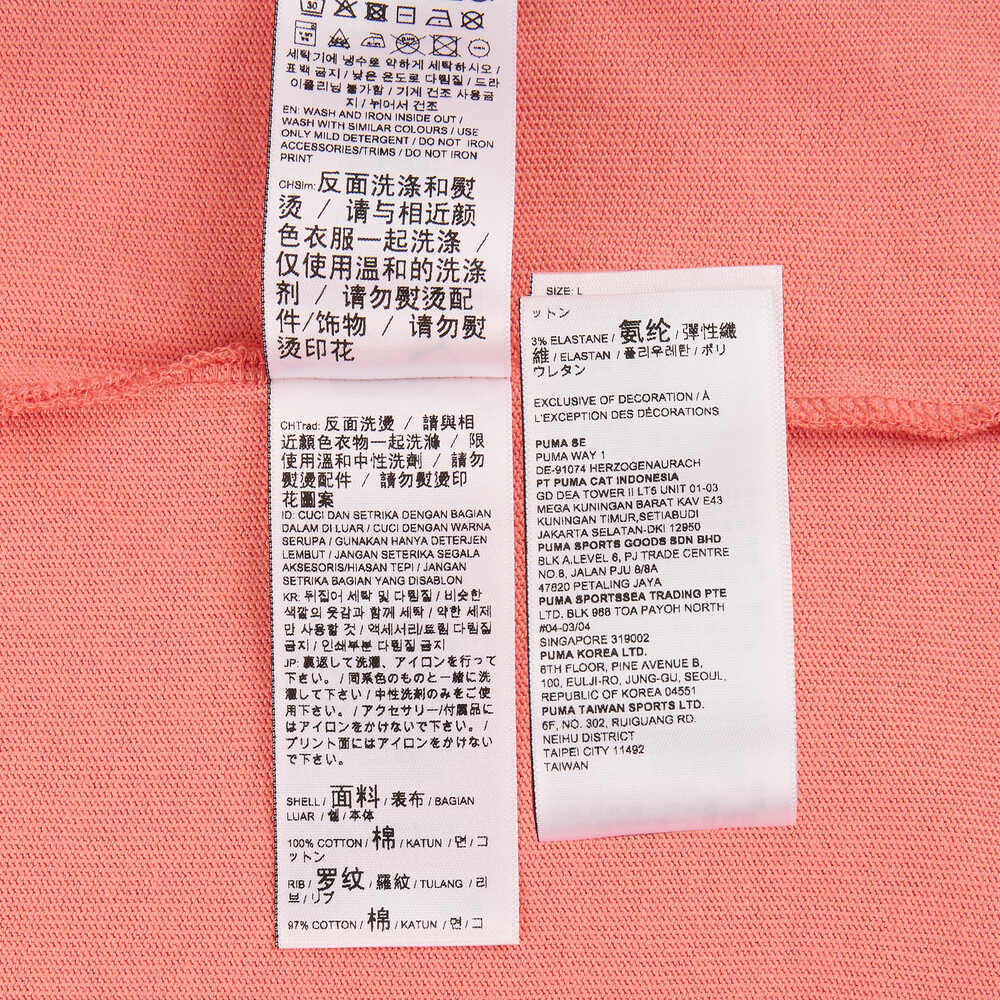 30
세탁기에 냉수로 약하게 세탁하시오 /
표백 금지 / 낮은 온도로 다림질 / 드라
이클리닝 불가함 / 기계 건조 사용금
지 / 뉘어서 건조
EN: WASH AND IRON INSIDE OUT /
WASH WITH SIMILAR COLOURS / USE
ONLY MILD DETERGENT / DO NOT IRON
ACCESSORIES/TRIMS / DO NOT IRON
PRINT
CHSim: 反面洗涤和熨
烫 / 请与相近颜
色衣服一起洗涤 /
仅使用温和的洗涤
剂 / 请勿熨烫配
件/饰物 / 请勿熨
烫印花
CHTrad: 反面洗燙 / 請與相
近顏色衣物一起洗滌 / 限
使用溫和中性洗劑 / 請勿
熨燙配件 / 請勿熨燙印
花圖案
ID: CUCI DAN SETRIKA DENGAN BAGIAN
DALAM DI LUAR / CUCI DENGAN WARNA
SERUPA / GUNAKAN HANYA DETERJEN
LEMBUT / JANGAN SETERIKA SEGALA
AKSESORIS/HIASAN TEPI / JANGAN
SETRIKA BAGIAN YANG DISABLON
KR: 뒤집어 세탁 및 다림질 / 비슷한
색깔의 옷감과 함께 세탁 / 약한 세제
만 사용할 것 / 액세서리/트림 다림질
금지 / 인쇄부분 다림질 금지
JP: 裏返して洗濯、アイロンを行って
下さい。/ 同系色のものと一緒に洗
濯して下さい / 中性洗剤のみをご使
用下さい。/ アクセサリー/付属品に
はアイロンをかけないで下さい。/
プリント面にはアイロンをかけない
で下さい。
SHELL / 面料 / 表布 / BAGIAN
LUAR / 쉘 / 本体
100% COTTON / 棉 / KATUN / 면 / コ
ットン
RIB / 罗纹 / 羅紋 / TULANG / 리
브 / リブ
97% COTTON / 棉 / KATUN / 면 / コ
SIZE: L
ットン
3% ELASTANE / 氨纶 / 彈性纖
維 / ELASTAN / 폴리우레탄 / ポリ
ウレタン
EXCLUSIVE OF DECORATION / À
L'EXCEPTION DES DÉCORATIONS
PUMA SE
PUMA WAY 1
DE-91074 HERZOGENAURACH
PT PUMA CAT INDONESIA
GD DEA TOWER II LT5 UNIT 01-03
MEGA KUNINGAN BARAT KAV E43
KUNINGAN TIMUR,SETIABUDI
JAKARTA SELATAN-DKI 12950
PUMA SPORTS GOODS SDN BHD
BLK A.LEVEL 6, PJ TRADE CENTRE
NO.8, JALAN PJU 8/8A
47820 PETALING JAYA
PUMA SPORTSSEA TRADING PTE
LTD. BLK 988 TOA PAYOH NORTH
#04-03/04
SINGAPORE 319002
PUMA KOREA LTD.
6TH FLOOR, PINE AVENUE B,
100, EULJI-RO, JUNG-GU, SEOUL,
REPUBLIC OF KOREA 04551
PUMA TAIWAN SPORTS LTD.
6F, NO. 302, RUIGUANG RD.
NEIHU DISTRICT
TAIPEI CITY 11492
TAIWAN